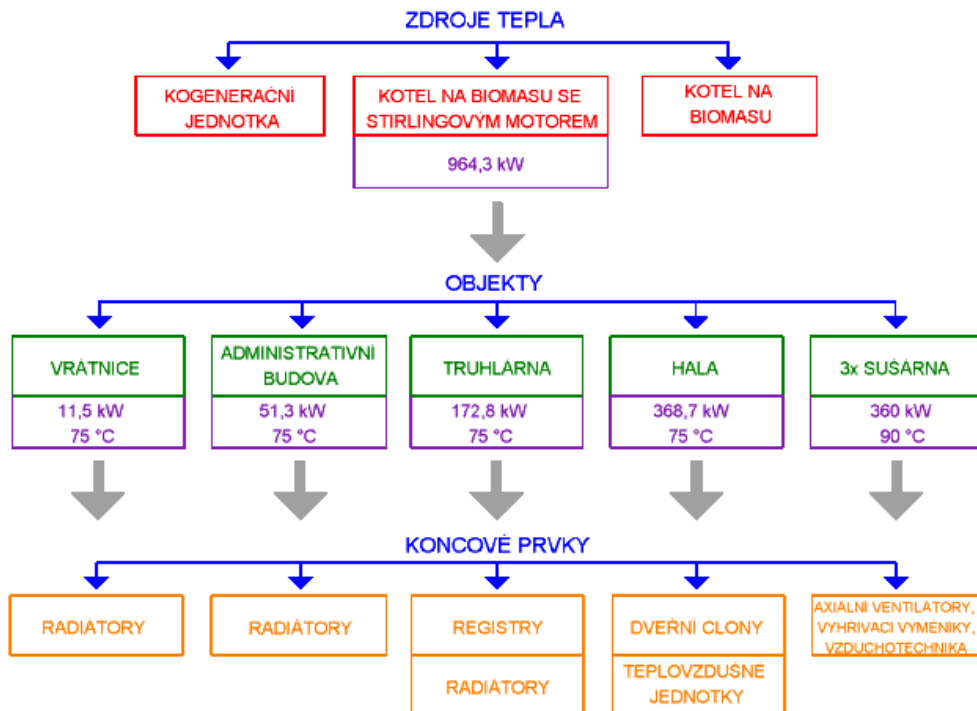 ZDROJE TEPLA
KOGENERAČNÍ
JEDNOTKA
KOTEL NA BIOMASU SE
STIRLINGOVÝM MOTOREM
964,3 kW
KOTEL NA
BIOMASU
OBJEKTY
VRÁTNICE
11,5 kW
75 °C
ADMINISTRATIVNÍ
BUDOVA
51,3 kW
75 °C
TRUHLÁRNA
172,8 kW
75 °C
HALA
368,7 kW
75 °C
3x SUŠÁRNA
360 kW
90 °C
KONCOVÉ PRVKY
RADIÁTORY
RADIÁTORY
REGISTRY
RADIÁTORY
DVEŘNÍ CLONY
TEPLOVZDUŠNÉ
JEDNOTKY
AXIÁLNÍ VENTILÁTORY,
VYHŘÍVACÍ VÝMĚNÍKY,
VZDUCHOTECHNIKA